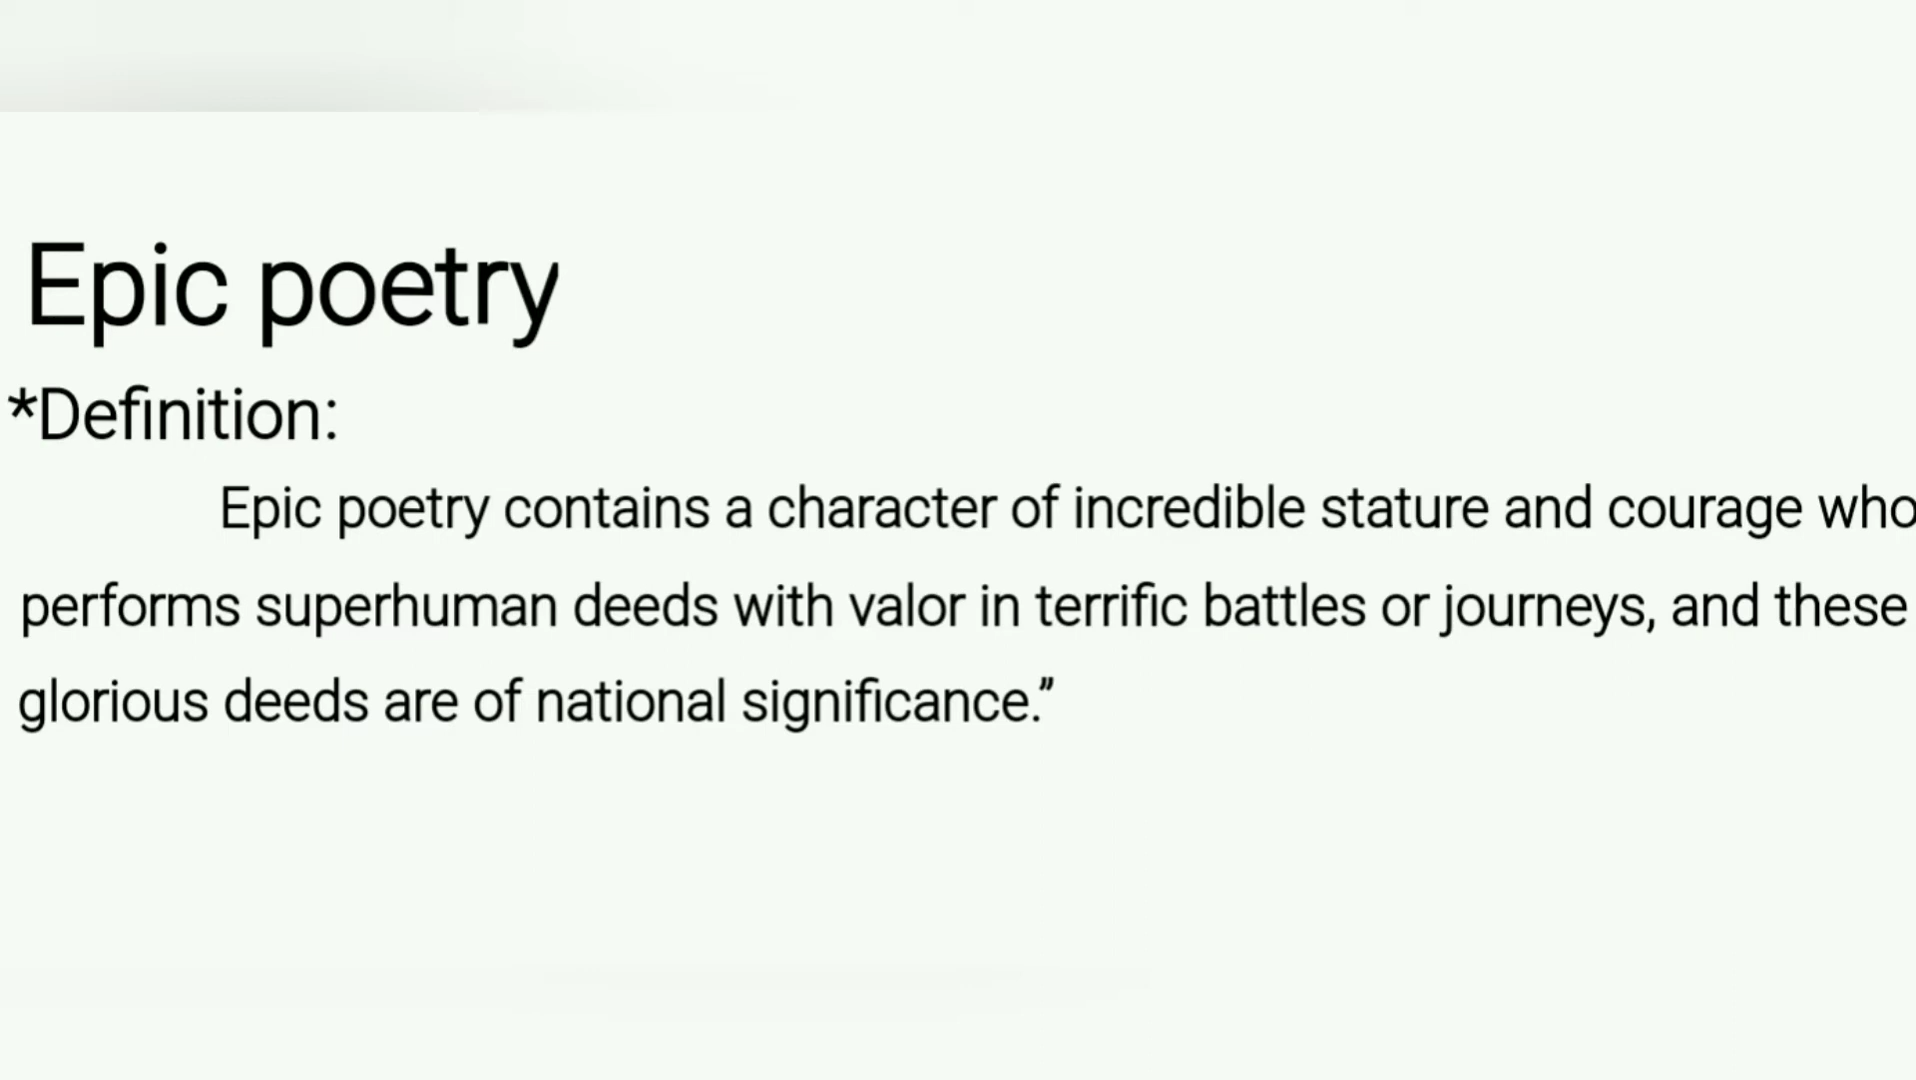 Epic poetry
*Definition:
Epic poetry contains a character of incredible stature and courage who
performs superhuman deeds with valor in terrific battles or journeys, and these
glorious deeds are of national significance.”